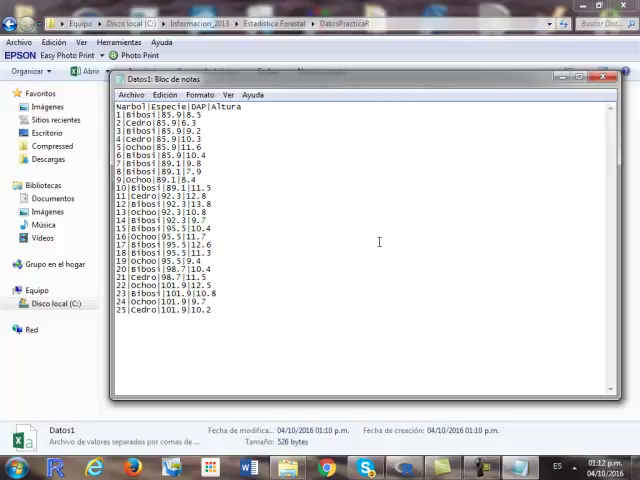 Equipo ▸ Disco local (C:) ▸ Informacion_2013 ▸ Estadistica Forestal ▸ DatosPracticaR
Buscar Dat...
Archivo Edición Ver Herramientas Ayuda
EPSON Easy Photo Print Photo Print
Organizar Abrir
Favoritos
Imágenes
Sitios recientes
Escritorio
Compressed
Descargas
Bibliotecas
Documentos
Imágenes
Música
Vídeos
Grupo en el hogar
Equipo
Disco local (C:)
Red
Datos1: Bloc de notas
Archivo Edición Formato Ver Ayuda
Narbol|Especie|DAP|Altura
1|Bibosi|85.9|8.5
2|Cedro|85.9|6.3
3|Bibosi|85.9|9.2
4|Cedro|85.9|10.3
5|Ochoo|85.9|11.6
6|Bibosi|85.9|10.4
7|Bibosi|89.1|9.8
8|Bibosi|89.1|7.9
9|Ochoo|89.1|8.4
10|Bibosi|89.1|11.5
11|Cedro|92.3|12.8
12|Bibosi|92.3|13.8
13|Ochoo|92.3|10.8
14|Bibosi|92.3|9.7
15|Bibosi|95.5|10.4
16|Ochoo|95.5|11.7
17|Bibosi|95.5|12.6
18|Bibosi|95.5|11.3
19|Ochoo|95.5|9.4
20|Bibosi|98.7|10.4
21|Cedro|98.7|11.5
22|Ochoo|101.9|12.5
23|Bibosi|101.9|10.8
24|Ochoo|101.9|9.7
25|Cedro|101.9|10.2
Datos1
Fecha de modifica... 04/10/2016 01:10 p.m.
Fecha de creación: 04/10/2016 01:10 p.m.
Archivo de valores separados por comas de ...
Tamaño: 526 bytes
ES
01:12 p.m.
04/10/2016